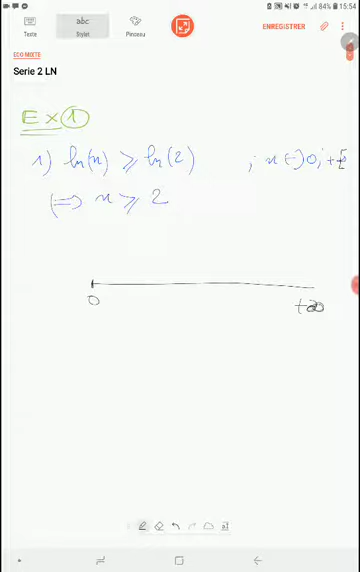 84% 15:54
Texte Stylet Pinceau ENREGISTRER
ECO MIXTE
Serie 2 LN
Ex 1
1) ln(x) ⩾ ln(2) ; x ∈ ]0; +∞[
⟺ x ⩾ 2
0 +∞